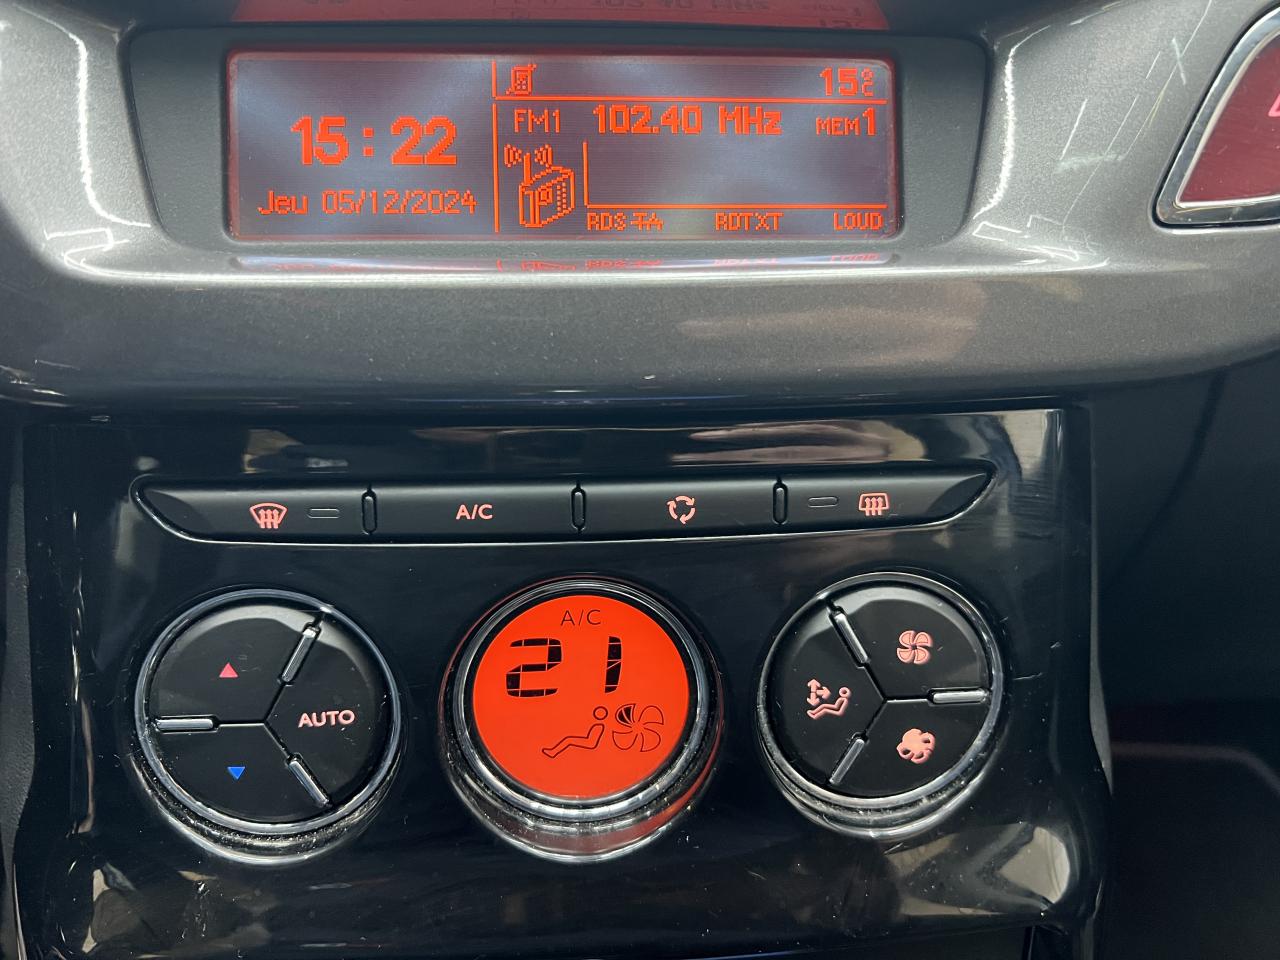 15°C
15:22
FM1 102.40 MHz MEM1
Jeu 05/12/2024
RDS TA RDTXT LOUD
A/C
A/C
21
AUTO